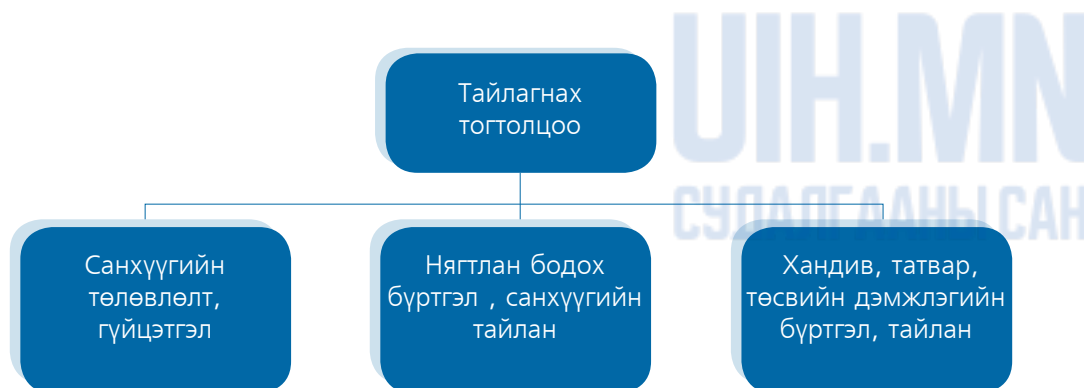 UIH.MN
СУДАЛГААНЫ САН
Тайлагнах
тогтолцоо
Санхүүгийн
төлөвлөлт,
гүйцэтгэл
Нягтлан бодох
бүртгэл , санхүүгийн
тайлан
Хандив, татвар,
төсвийн дэмжлэгийн
бүртгэл, тайлан